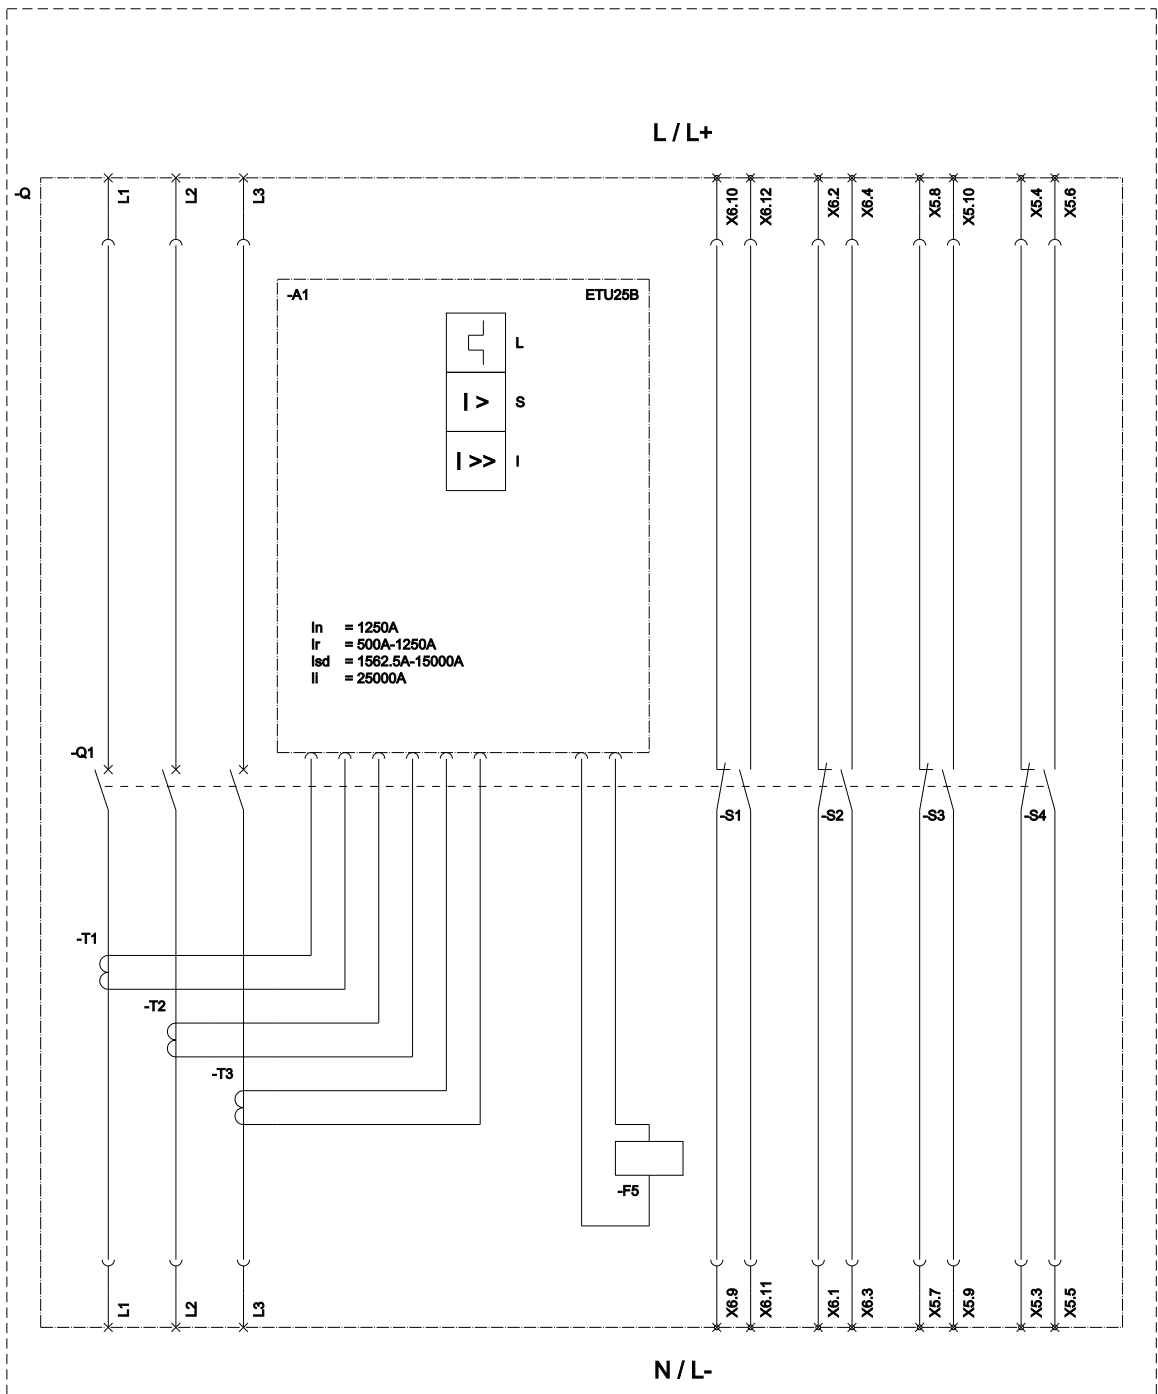 L / L+
-Q
L1
L2
L3
X6.10
X6.12
X6.2
X6.4
X5.8
X5.10
X5.4
X5.6
-A1
ETU25B
L
I >
S
I >>
I
In = 1250A
Ir = 500A-1250A
Isd = 1562.5A-15000A
Ii = 25000A
-Q1
-S1
-S2
-S3
-S4
-T1
-T2
-T3
-F5
L1
L2
L3
X6.9
X6.11
X6.1
X6.3
X5.7
X5.9
X5.3
X5.5
N / L-